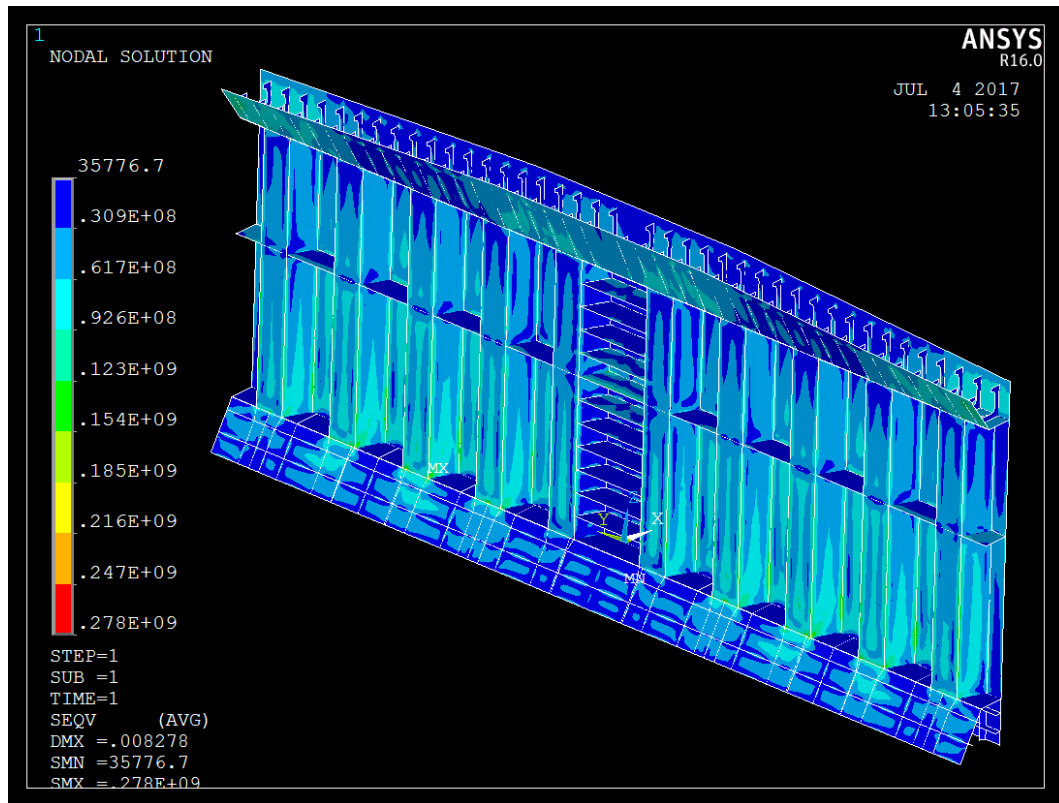 1
NODAL SOLUTION
ANSYS
R16.0
JUL 4 2017
13:05:35
35776.7
.309E+08
.617E+08
.926E+08
.123E+09
.154E+09
.185E+09
.216E+09
.247E+09
.278E+09
MX
Y
X
MN
STEP=1
SUB =1
TIME=1
SEQV (AVG)
DMX =.008278
SMN =35776.7
SMX =.278E+09